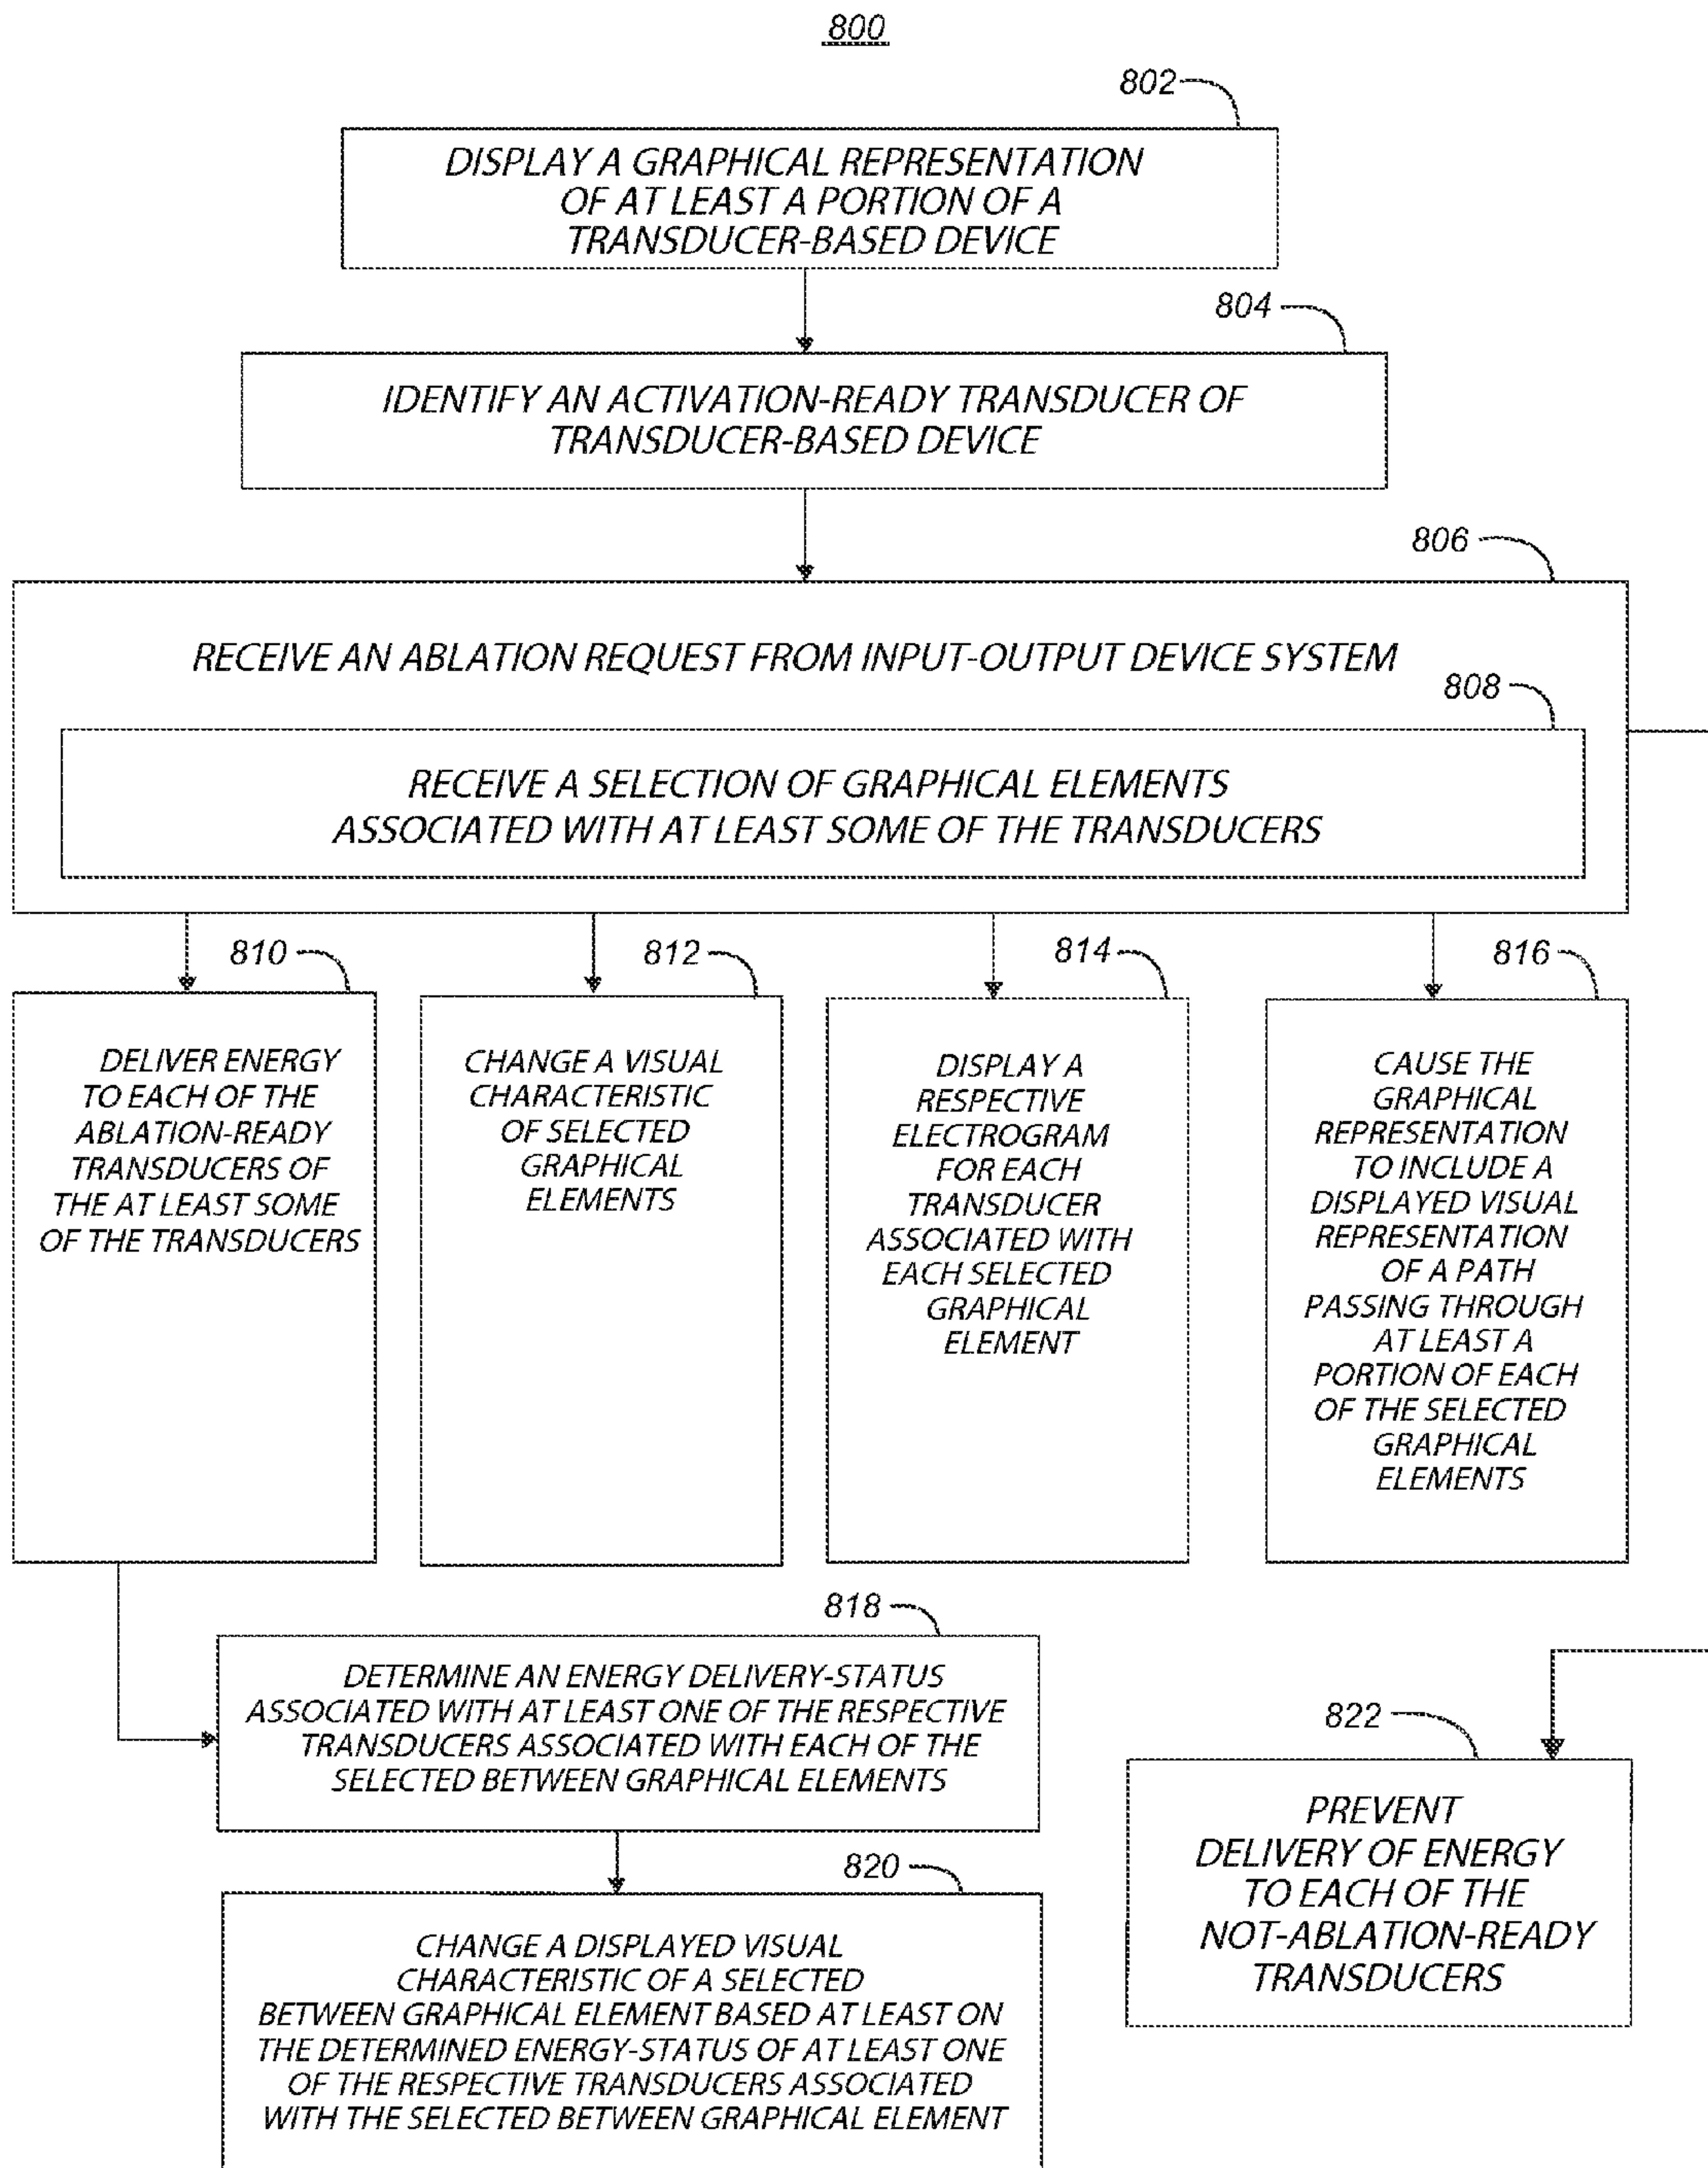 800
802
DISPLAY A GRAPHICAL REPRESENTATION
OF AT LEAST A PORTION OF A
TRANSDUCER-BASED DEVICE
804
IDENTIFY AN ACTIVATION-READY TRANSDUCER OF
TRANSDUCER-BASED DEVICE
806
RECEIVE AN ABLATION REQUEST FROM INPUT-OUTPUT DEVICE SYSTEM
808
RECEIVE A SELECTION OF GRAPHICAL ELEMENTS
ASSOCIATED WITH AT LEAST SOME OF THE TRANSDUCERS
810
DELIVER ENERGY
TO EACH OF THE
ABLATION-READY
TRANSDUCERS OF
THE AT LEAST SOME
OF THE TRANSDUCERS
812
CHANGE A VISUAL
CHARACTERISTIC
OF SELECTED
GRAPHICAL
ELEMENTS
814
DISPLAY A
RESPECTIVE
ELECTROGRAM
FOR EACH
TRANSDUCER
ASSOCIATED WITH
EACH SELECTED
GRAPHICAL
ELEMENT
816
CAUSE THE
GRAPHICAL
REPRESENTATION
TO INCLUDE A
DISPLAYED VISUAL
REPRESENTATION
OF A PATH
PASSING THROUGH
AT LEAST A
PORTION OF EACH
OF THE SELECTED
GRAPHICAL
ELEMENTS
818
DETERMINE AN ENERGY DELIVERY-STATUS
ASSOCIATED WITH AT LEAST ONE OF THE RESPECTIVE
TRANSDUCERS ASSOCIATED WITH EACH OF THE
SELECTED BETWEEN GRAPHICAL ELEMENTS
820
CHANGE A DISPLAYED VISUAL
CHARACTERISTIC OF A SELECTED
BETWEEN GRAPHICAL ELEMENT BASED AT LEAST ON
THE DETERMINED ENERGY-STATUS OF AT LEAST ONE
OF THE RESPECTIVE TRANSDUCERS ASSOCIATED
WITH THE SELECTED BETWEEN GRAPHICAL ELEMENT
822
PREVENT
DELIVERY OF ENERGY
TO EACH OF THE
NOT-ABLATION-READY
TRANSDUCERS